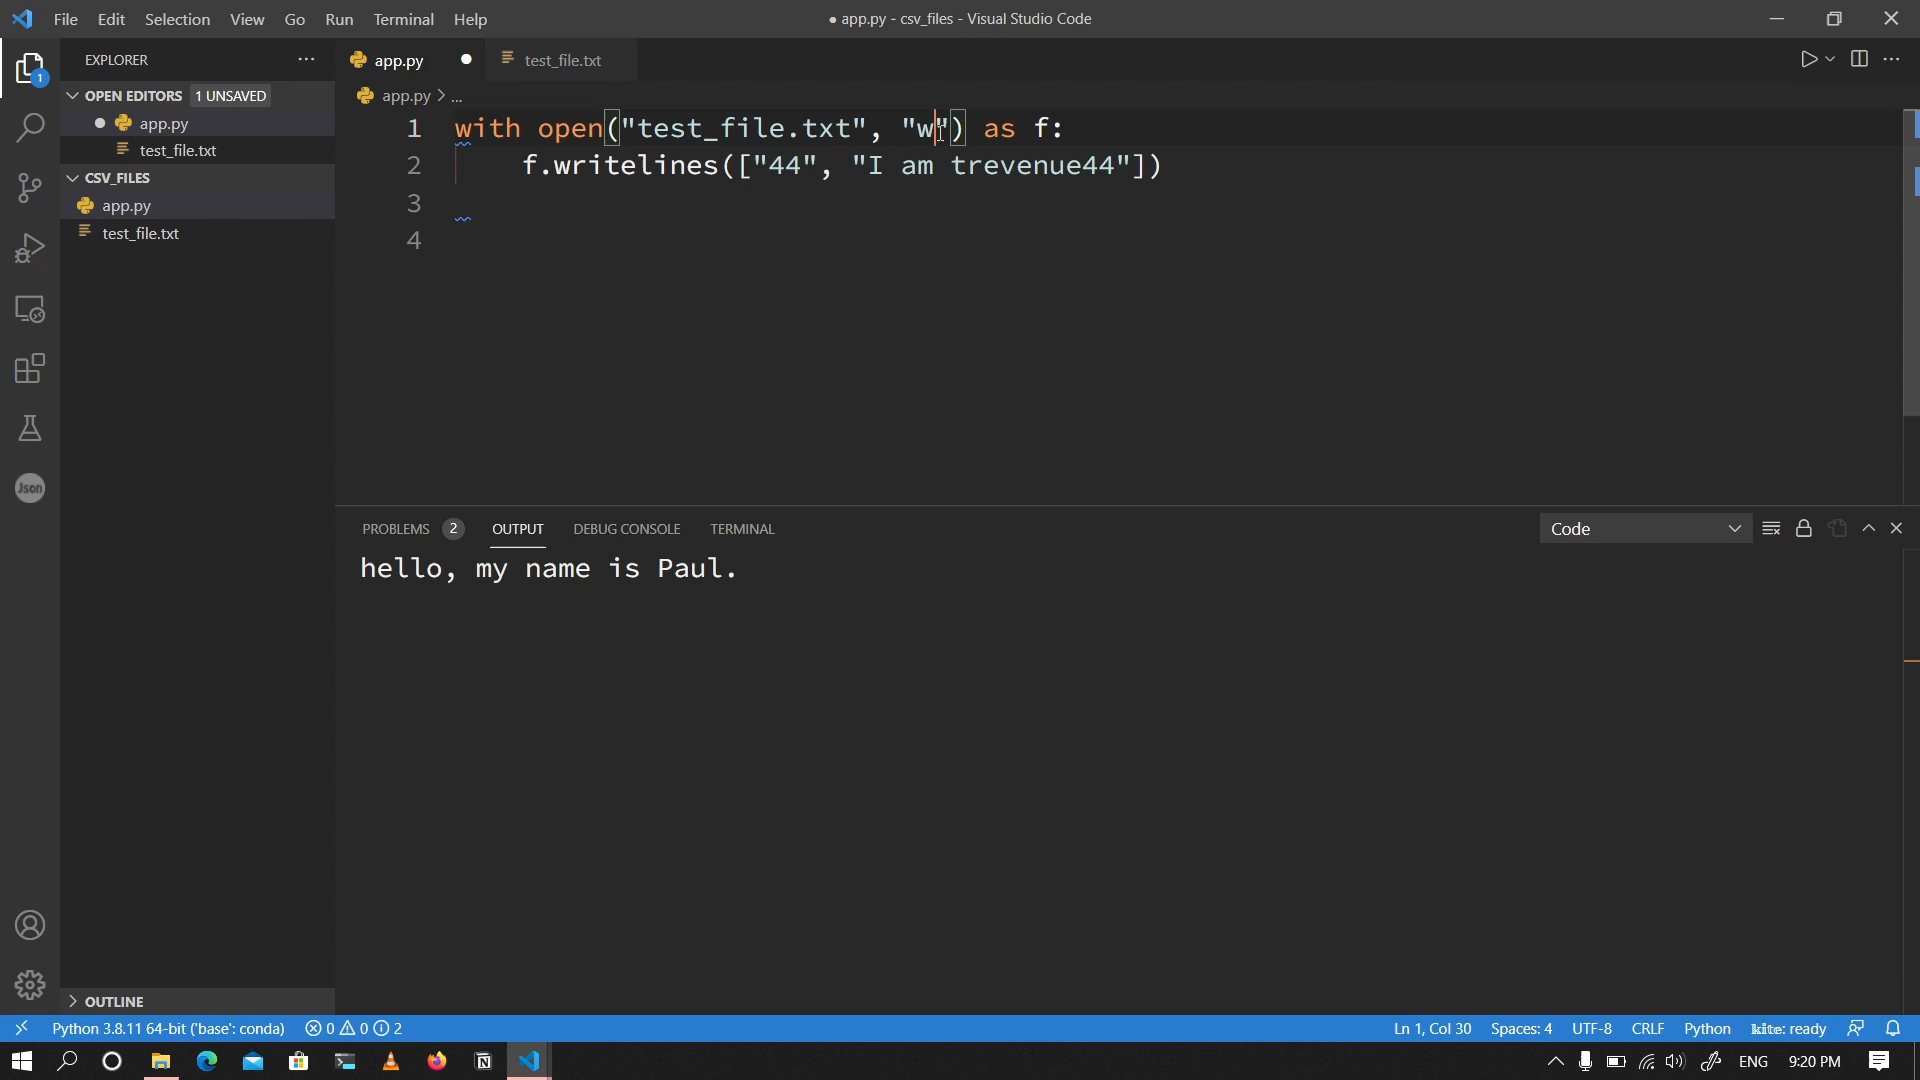 File Edit Selection View Go Run Terminal Help
● app.py - csv_files - Visual Studio Code
EXPLORER
1
OPEN EDITORS 1 UNSAVED
app.py
test_file.txt
CSV_FILES
app.py
test_file.txt
Json
OUTLINE
app.py test_file.txt
app.py > ...
1 with open("test_file.txt", "w") as f:
2 f.writelines(["44", "I am trevenue44"])
3
4
PROBLEMS 2 OUTPUT DEBUG CONSOLE TERMINAL Code
hello, my name is Paul.
Python 3.8.11 64-bit ('base': conda) 0 0 2 Ln 1, Col 30 Spaces: 4 UTF-8 CRLF Python kite: ready
ENG 9:20 PM